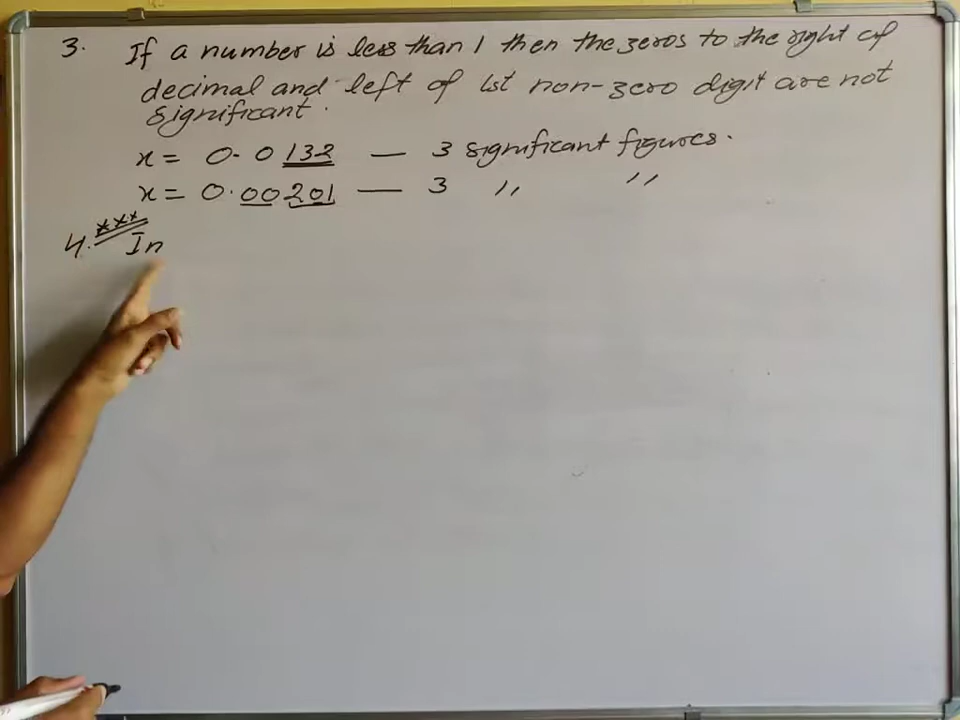 3. If a number is less than 1 then the zeros to the right of
decimal and left of 1st non-zero digit are not
significant.
x = 0.0132 — 3 significant figures.
x = 0.00201 — 3 ,, ,,
4. *** In